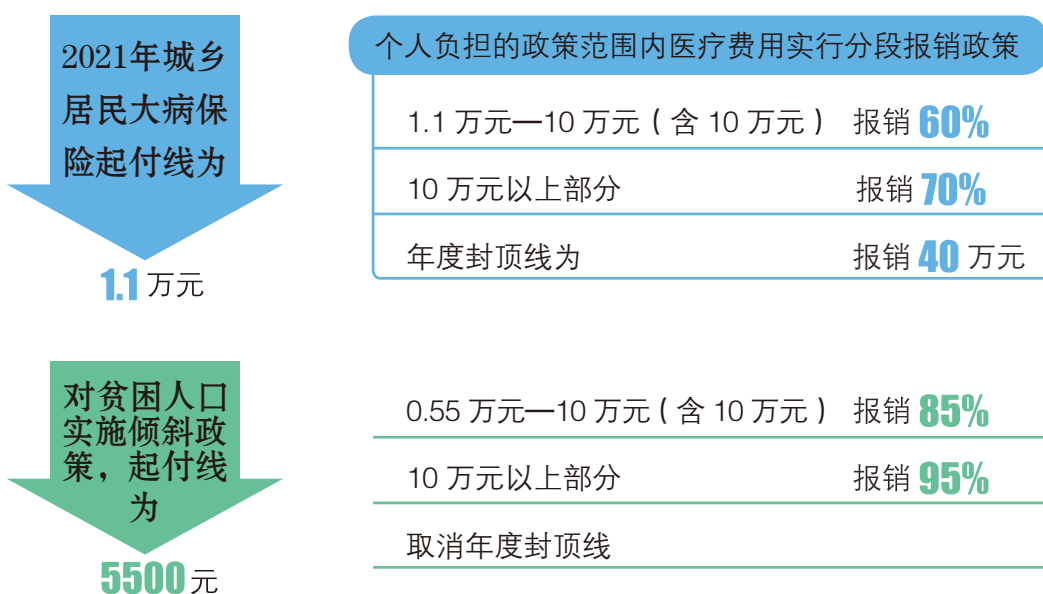 2021年城乡
居民大病保
险起付线为
1.1 万元
个人负担的政策范围内医疗费用实行分段报销政策
1.1 万元—10 万元（含 10 万元） 报销 60%
10 万元以上部分 报销 70%
年度封顶线为 报销 40 万元
对贫困人口
实施倾斜政
策，起付线
为
5500 元
0.55 万元—10 万元（含 10 万元） 报销 85%
10 万元以上部分 报销 95%
取消年度封顶线